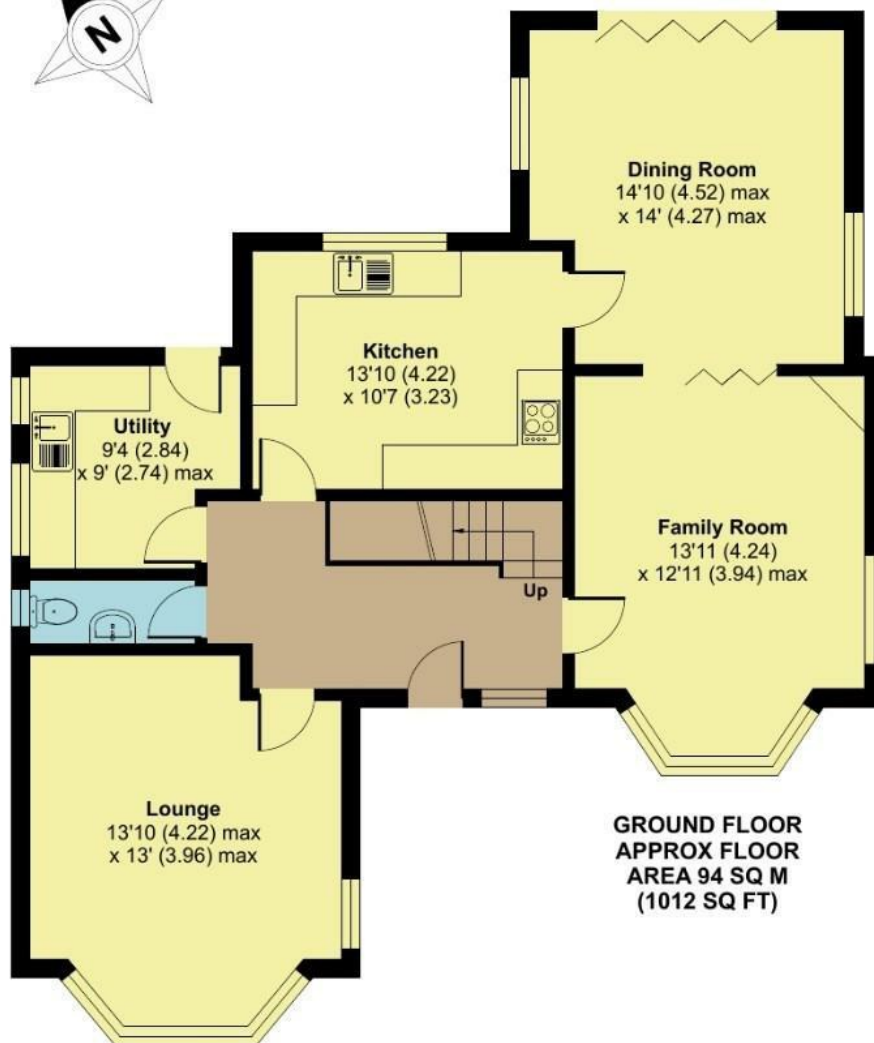 N
Dining Room
14'10 (4.52) max
x 14' (4.27) max
Kitchen
13'10 (4.22)
x 10'7 (3.23)
Utility
9'4 (2.84)
x 9' (2.74) max
Family Room
13'11 (4.24)
x 12'11 (3.94) max
Up
Lounge
13'10 (4.22) max
x 13' (3.96) max
GROUND FLOOR
APPROX FLOOR
AREA 94 SQ M
(1012 SQ FT)